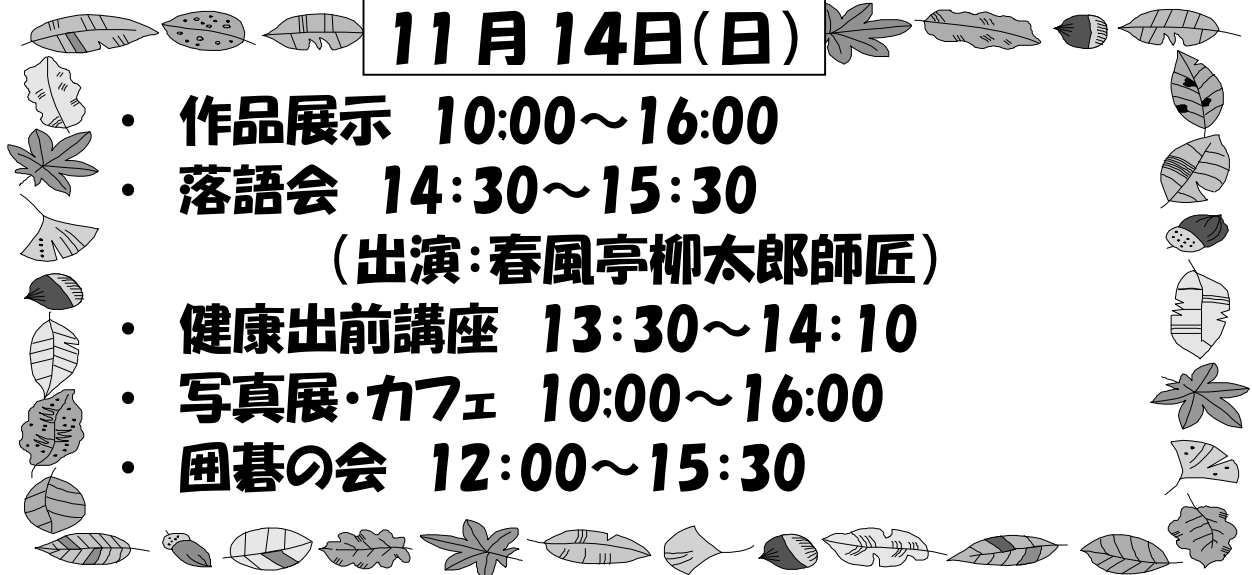 11月14日（日）
・ 作品展示 10;00～16:00
・ 落語会 14：30～15：30
（出演：春風亭柳太郎師匠）
・ 健康出前講座 13：30～14：10
・ 写真展・カフェ 10;00～16:00
・ 囲碁の会 12：00～15：30